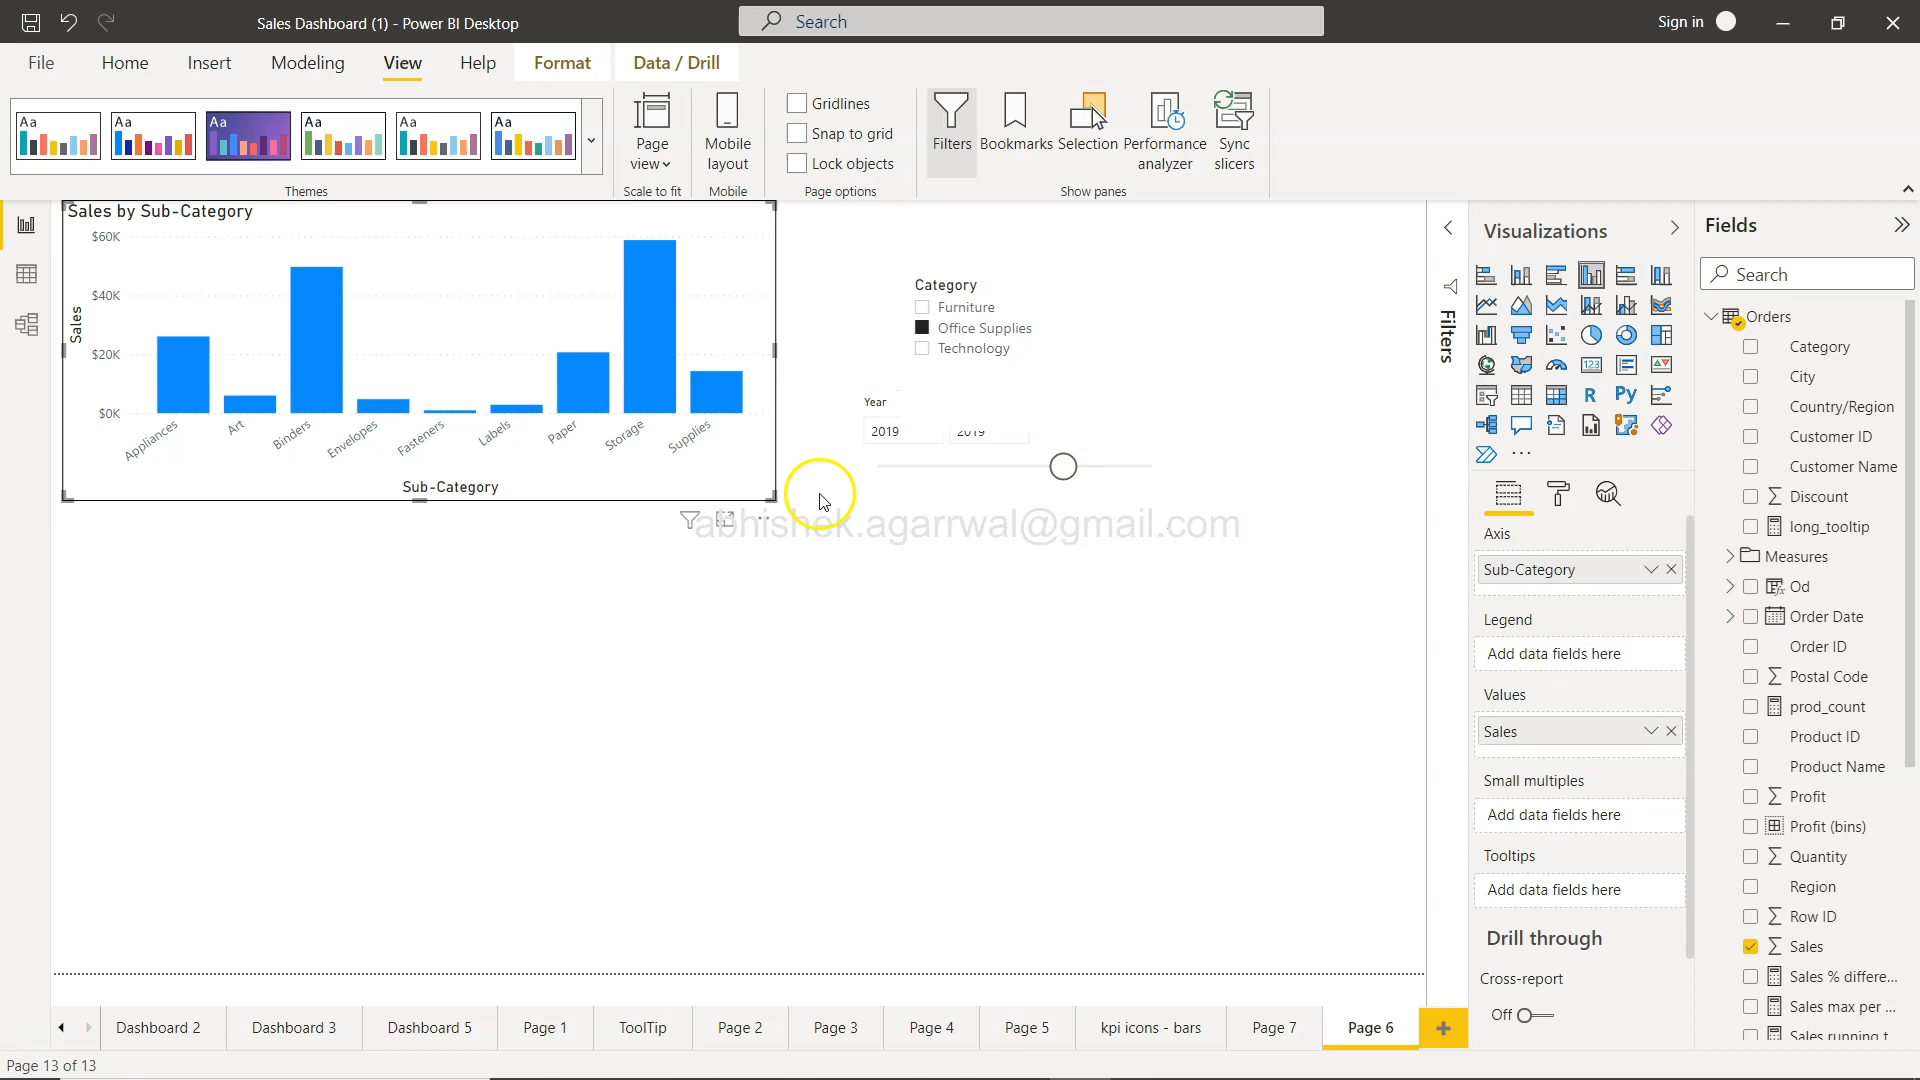 Sales Dashboard (1) - Power BI Desktop
Search
Sign in
File
Home
Insert
Modeling
View
Help
Format
Data / Drill
Aa
Aa
Aa
Aa
Aa
Aa
Themes
Page
view
Scale to fit
Mobile
layout
Mobile
Gridlines
Snap to grid
Lock objects
Page options
Filters
Bookmarks
Selection
Performance
analyzer
Sync
slicers
Show panes
Sales by Sub-Category
$60K
$40K
$20K
$0K
Sales
Appliances
Art
Binders
Envelopes
Fasteners
Labels
Paper
Storage
Supplies
Sub-Category
Category
Furniture
Office Supplies
Technology
Year
2019
2019
abhishek.agarrwal@gmail.com
Filters
Visualizations
123
R
Py
Axis
Sub-Category
Legend
Add data fields here
Values
Sales
Small multiples
Add data fields here
Tooltips
Add data fields here
Drill through
Cross-report
Off
Fields
Search
Orders
Category
City
Country/Region
Customer ID
Customer Name
Discount
long_tooltip
Measures
Od
Order Date
Order ID
Postal Code
prod_count
Product ID
Product Name
Profit
Profit (bins)
Quantity
Region
Row ID
Sales
Sales % differe...
Sales max per ...
Sales running t
Dashboard 2
Dashboard 3
Dashboard 5
Page 1
ToolTip
Page 2
Page 3
Page 4
Page 5
kpi icons - bars
Page 7
Page 6
Page 13 of 13